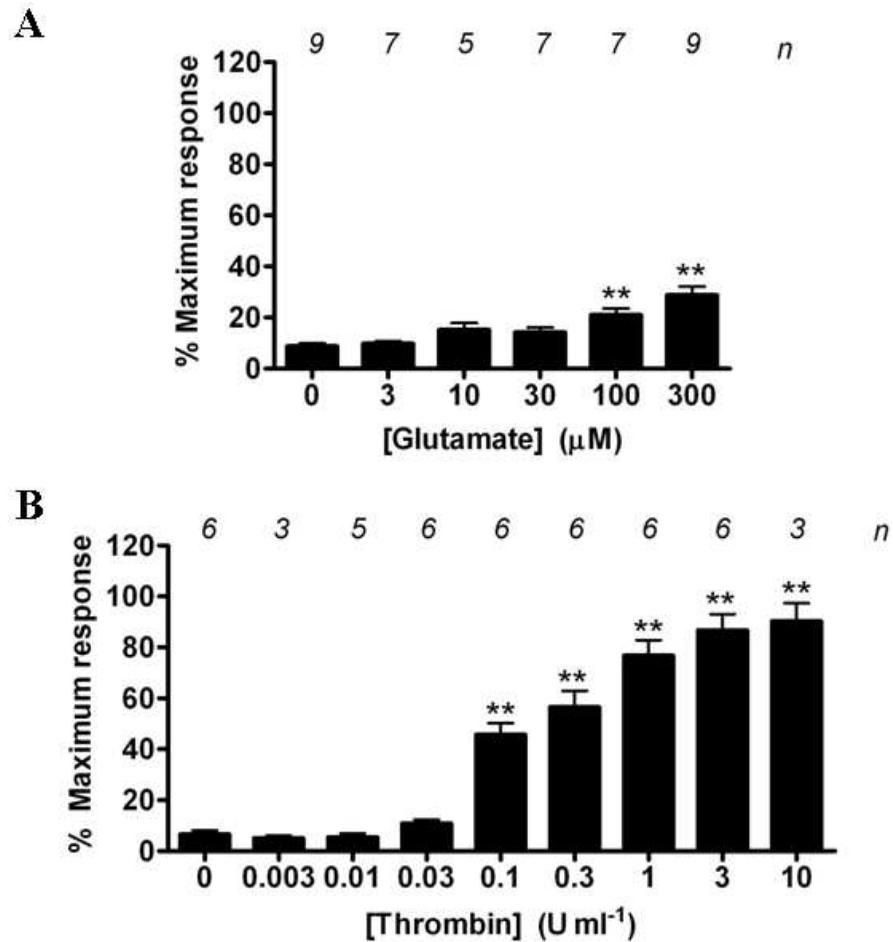 A
9 7 5 7 7 9 n
120
100
80
60
40
20
0
% Maximum response
** **
0 3 10 30 100 300
[Glutamate] (μM)
B
6 3 5 6 6 6 6 6 3 n
120
100
80
60
40
20
0
% Maximum response
** ** ** ** **
0 0.003 0.01 0.03 0.1 0.3 1 3 10
[Thrombin] (U ml⁻¹)